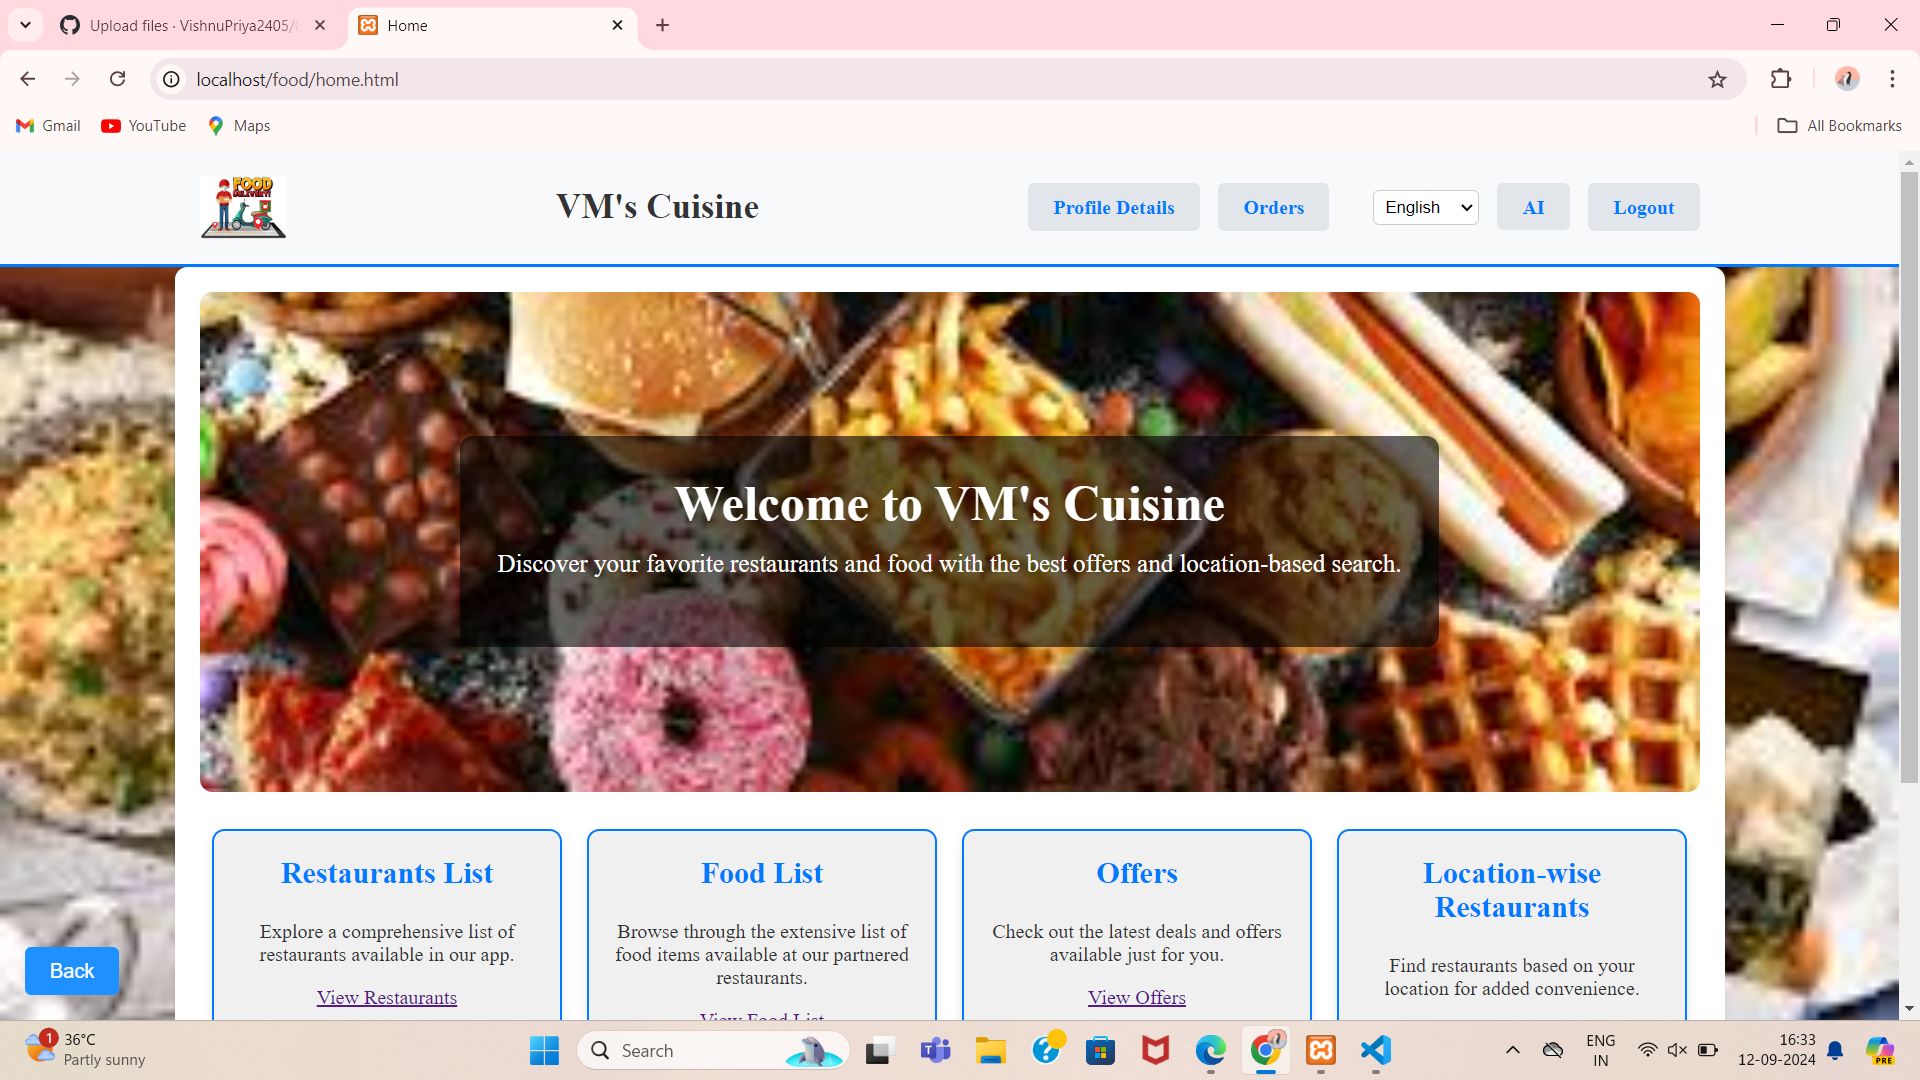 Upload files · VishnuPriya2405/
Home
localhost/food/home.html
Gmail
YouTube
Maps
All Bookmarks
FOOD
DELIVERY!
VM's Cuisine
Profile Details
Orders
English
AI
Logout
Welcome to VM's Cuisine
Discover your favorite restaurants and food with the best offers and location-based search.
Restaurants List
Explore a comprehensive list of
restaurants available in our app.
View Restaurants
Food List
Browse through the extensive list of
food items available at our partnered
restaurants.
View Food List
Offers
Check out the latest deals and offers
available just for you.
View Offers
Location-wise
Restaurants
Find restaurants based on your
location for added convenience.
Back
1
36°C
Partly sunny
Search
ENG
IN
16:33
12-09-2024
PRE